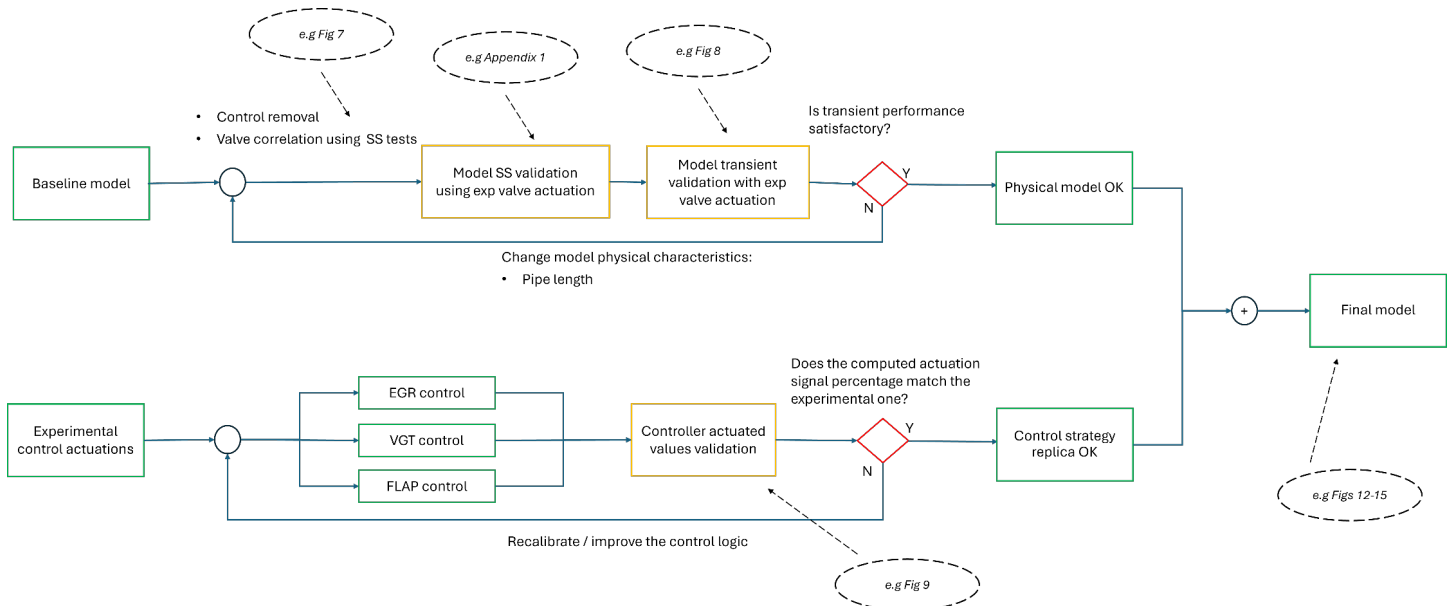 e.g Fig 7
e.g Appendix 1
e.g Fig 8
• Control removal
• Valve correlation using SS tests
Is transient performance
satisfactory?
Baseline model
Model SS validation
using exp valve actuation
Model transient
validation with exp
valve actuation
Y
N
Physical model OK
Change model physical characteristics:
• Pipe length
+
Final model
Does the computed actuation
signal percentage match the
experimental one?
Experimental
control actuations
EGR control
VGT control
FLAP control
Controller actuated
values validation
Y
N
Control strategy
replica OK
e.g Figs 12-15
Recalibrate / improve the control logic
e.g Fig 9